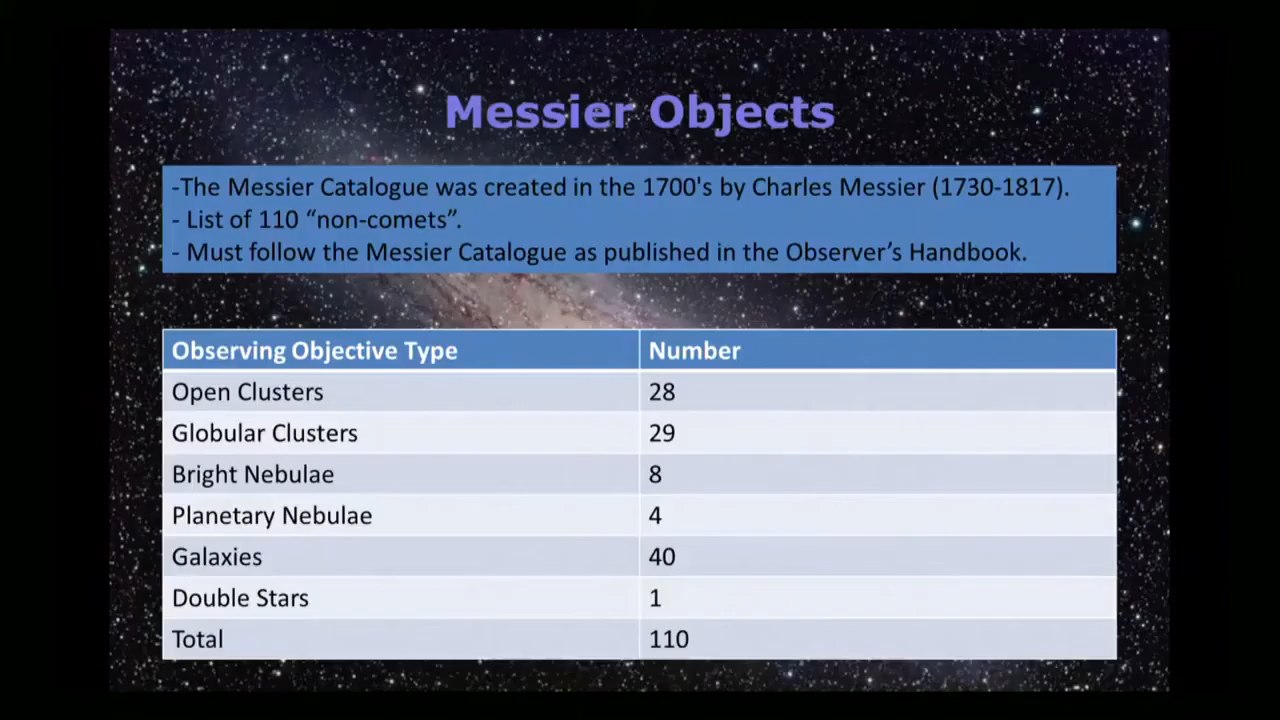 Messier Objects
-The Messier Catalogue was created in the 1700's by Charles Messier (1730-1817).
- List of 110 “non-comets”.
- Must follow the Messier Catalogue as published in the Observer’s Handbook.
Observing Objective Type Number
Open Clusters 28
Globular Clusters 29
Bright Nebulae 8
Planetary Nebulae 4
Galaxies 40
Double Stars 1
Total 110